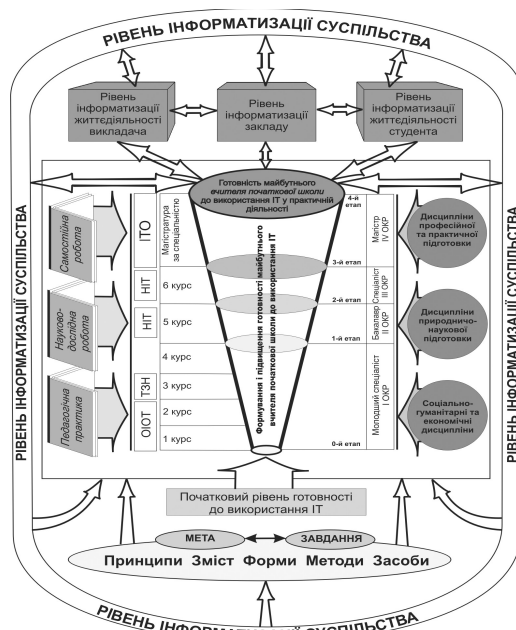 РІВЕНЬ ІНФОРМАТИЗАЦІЇ СУСПІЛЬСТВА
Рівень
інформатизації
життєдіяльності
викладача
Рівень
інформатизації
закладу
Рівень
інформатизації
життєдіяльності
студента
РІВЕНЬ ІНФОРМАТИЗАЦІЇ СУСПІЛЬСТВА
РІВЕНЬ ІНФОРМАТИЗАЦІЇ СУСПІЛЬСТВА
Готовність майбутнього
вчителя початкової школи
до використання ІТ у практичній
діяльності
Самостійна
робота
Науково-
дослідна
робота
Педагогічна
практика
ІТО
НІТ
НІТ
ТЗН
ОІОТ
Магістратура
за спеціальністю
6 курс
5 курс
4 курс
3 курс
2 курс
1 курс
Формування і підвищення готовності майбутнього
вчителя початкової школи до використання ІТ
4-й
етап
3-й етап
2-й етап
1-й етап
0-й етап
Магістр
IV ОКР
Спеціаліст
III ОКР
Бакалавр
II ОКР
Молодший спеціаліст
I ОКР
Дисципліни
професійної
та практичної
підготовки
Дисципліни
природничо-
наукової
підготовки
Соціально-
гуманітарні та
економічні
дисципліни
Початковий рівень готовності
до використання ІТ
МЕТА
ЗАВДАННЯ
Принципи Зміст Форми Методи Засоби
РІВЕНЬ ІНФОРМАТИЗАЦІЇ СУСПІЛЬСТВА